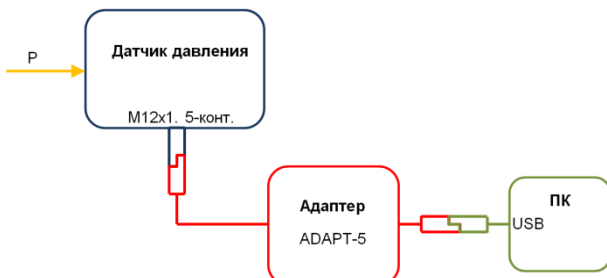 Датчик давления
P
M12x1. 5-конт.
Адаптер
ADAPT-5
ПК
USB